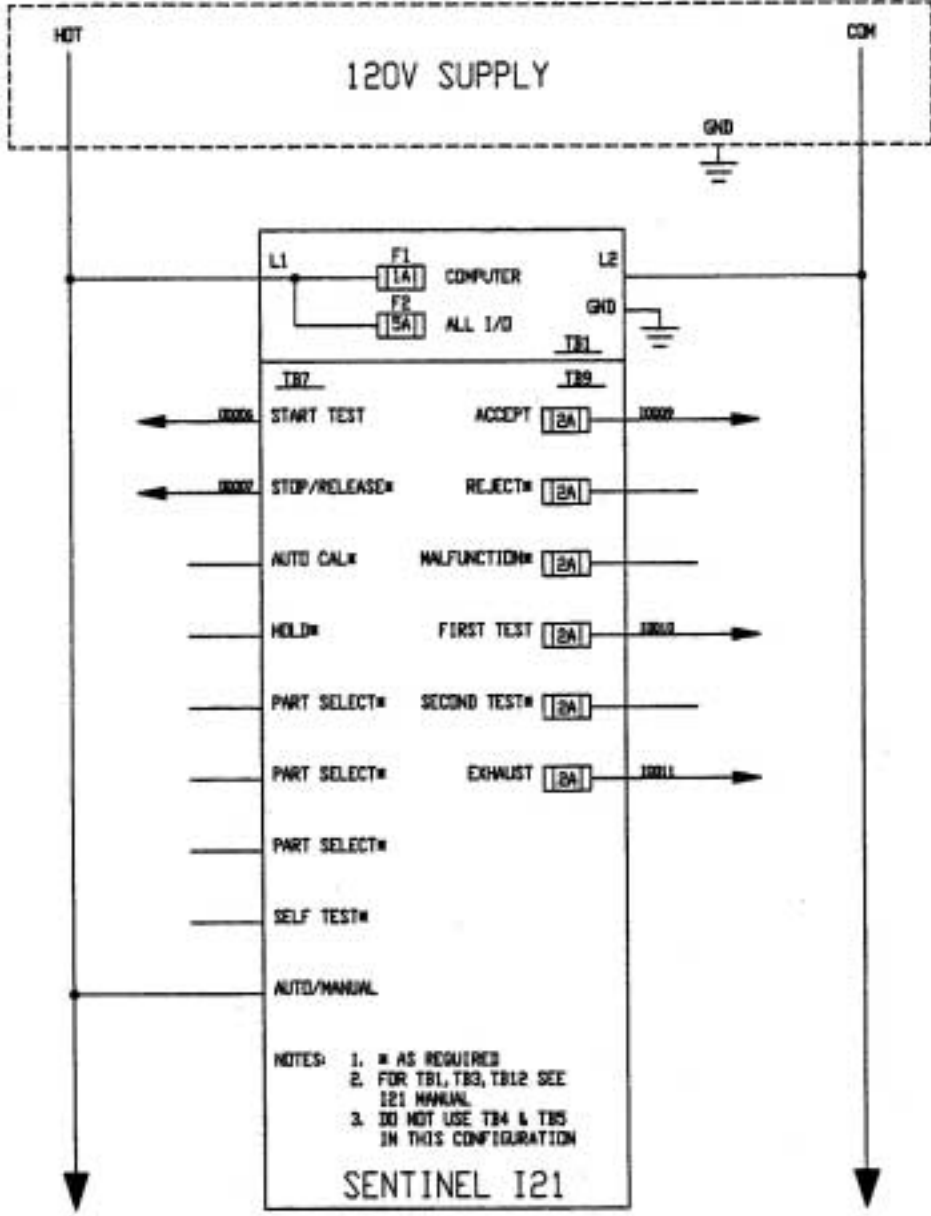 HOT
COM
120V SUPPLY
GND
L1
F1
1A
COMPUTER
L2
F2
5A
ALL I/O
GND
TB1
TB7
TB9
START TEST
ACCEPT
2A
STOP/RELEASE*
REJECT*
2A
AUTO CAL*
MALFUNCTION*
2A
HOLD*
FIRST TEST
2A
I0010
PART SELECT*
SECOND TEST*
2A
PART SELECT*
EXHAUST
2A
I0011
PART SELECT*
SELF TEST*
AUTO/MANUAL
NOTES: 1. * AS REQUIRED
2. FOR TB1, TB3, TB12 SEE
I21 MANUAL
3. DO NOT USE TB4 & TB5
IN THIS CONFIGURATION
SENTINEL I21